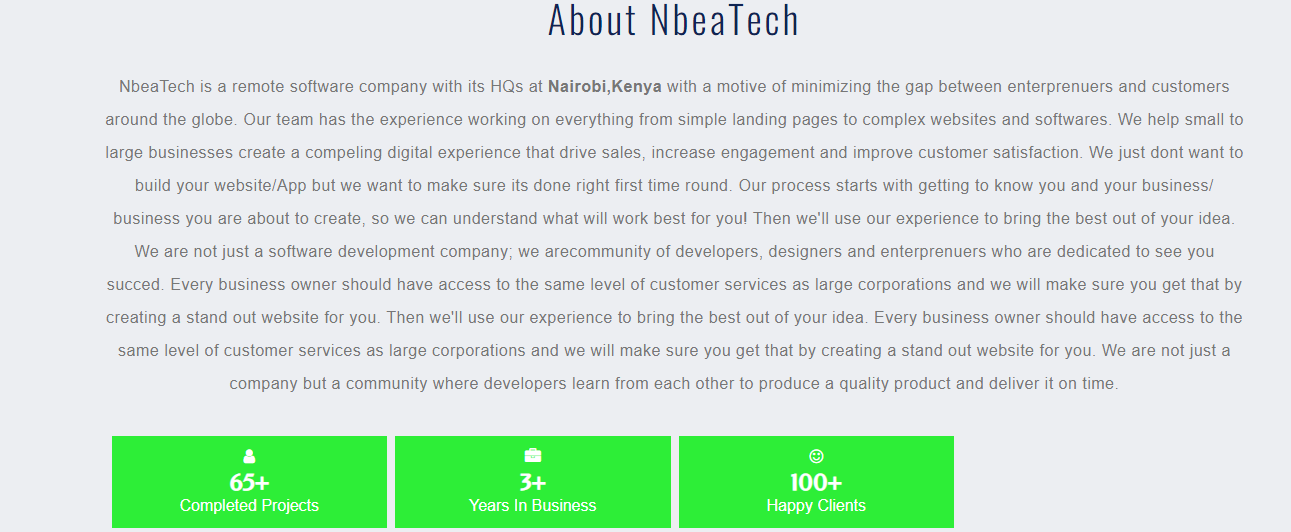 About NbeaTech
NbeaTech is a remote software company with its HQs at Nairobi,Kenya with a motive of minimizing the gap between enterprenuers and customers
around the globe. Our team has the experience working on everything from simple landing pages to complex websites and softwares. We help small to
large businesses create a compeling digital experience that drive sales, increase engagement and improve customer satisfaction. We just dont want to
build your website/App but we want to make sure its done right first time round. Our process starts with getting to know you and your business/
business you are about to create, so we can understand what will work best for you! Then we'll use our experience to bring the best out of your idea.
We are not just a software development company; we arecommunity of developers, designers and enterprenuers who are dedicated to see you
succed. Every business owner should have access to the same level of customer services as large corporations and we will make sure you get that by
creating a stand out website for you. Then we'll use our experience to bring the best out of your idea. Every business owner should have access to the
same level of customer services as large corporations and we will make sure you get that by creating a stand out website for you. We are not just a
company but a community where developers learn from each other to produce a quality product and deliver it on time.
65+
Completed Projects
3+
Years In Business
100+
Happy Clients